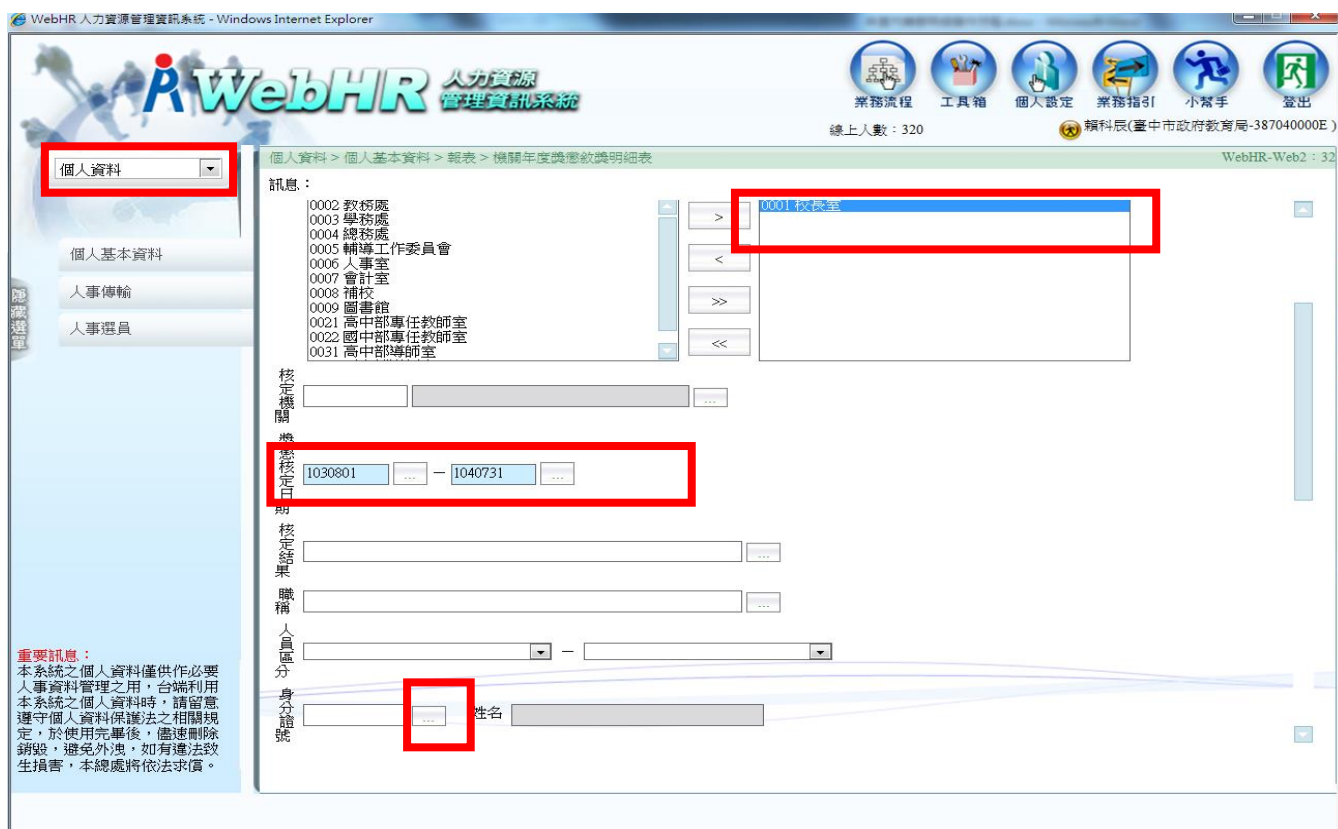 WebHR 人力資源管理資訊系統 - Windows Internet Explorer
WebHR 人力資源
管理資訊系統
業務流程 工具箱 個人設定 業務指引 小幫手 登出
線上人數：320
賴科辰(臺中市政府教育局-387040000E )
個人資料
個人資料 > 個人基本資料 > 報表 > 機關年度獎懲敘獎明細表
WebHR-Web2：32
訊息：
個人基本資料
人事傳輸
人事選員
隱藏選單
0002 教務處
0003 學務處
0004 總務處
0005 輔導工作委員會
0006 人事室
0007 會計室
0008 補校
0009 圖書館
0021 高中部專任教師室
0022 國中部專任教師室
0031 高中部導師室
>
<
>>
<<
0001 校長室
核定機關 ...
獎懲核定日期 1030801 ... － 1040731 ...
核定結果 ...
職稱 ...
人員區分 －
身分證號 ... 姓名
重要訊息：
本系統之個人資料僅供作必要
人事資料管理之用，台端利用
本系統之個人資料時，請留意
遵守個人資料保護法之相關規
定，於使用完畢後，儘速刪除
銷毀，避免外洩，如有違法致
生損害，本總處將依法求償。